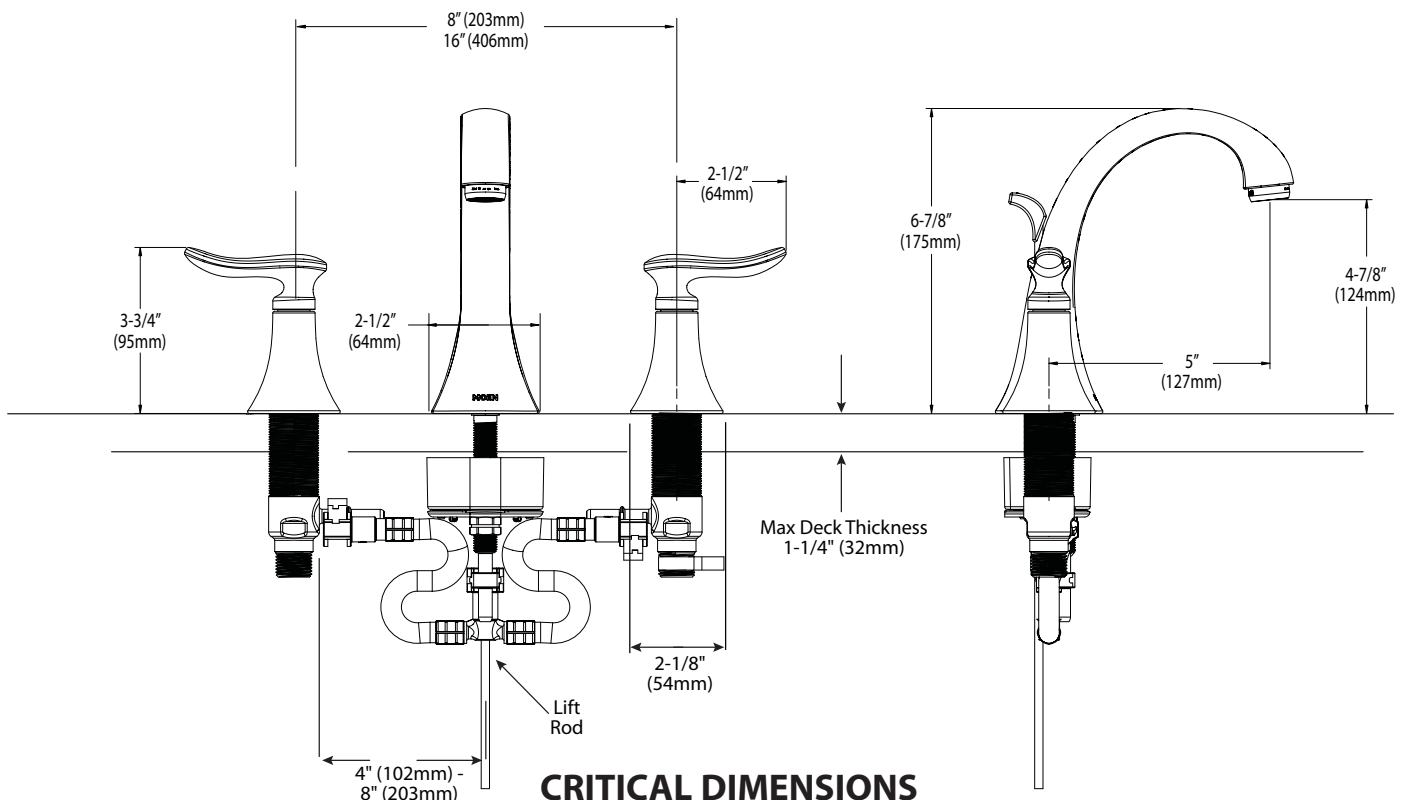 8" (203mm)
16" (406mm)
2-1/2"
(64mm)
6-7/8"
(175mm)
4-7/8"
(124mm)
3-3/4"
(95mm)
2-1/2"
(64mm)
5"
(127mm)
MOEN
Max Deck Thickness
1-1/4" (32mm)
2-1/8"
(54mm)
Lift
Rod
4" (102mm) -
8" (203mm)
CRITICAL DIMENSIONS